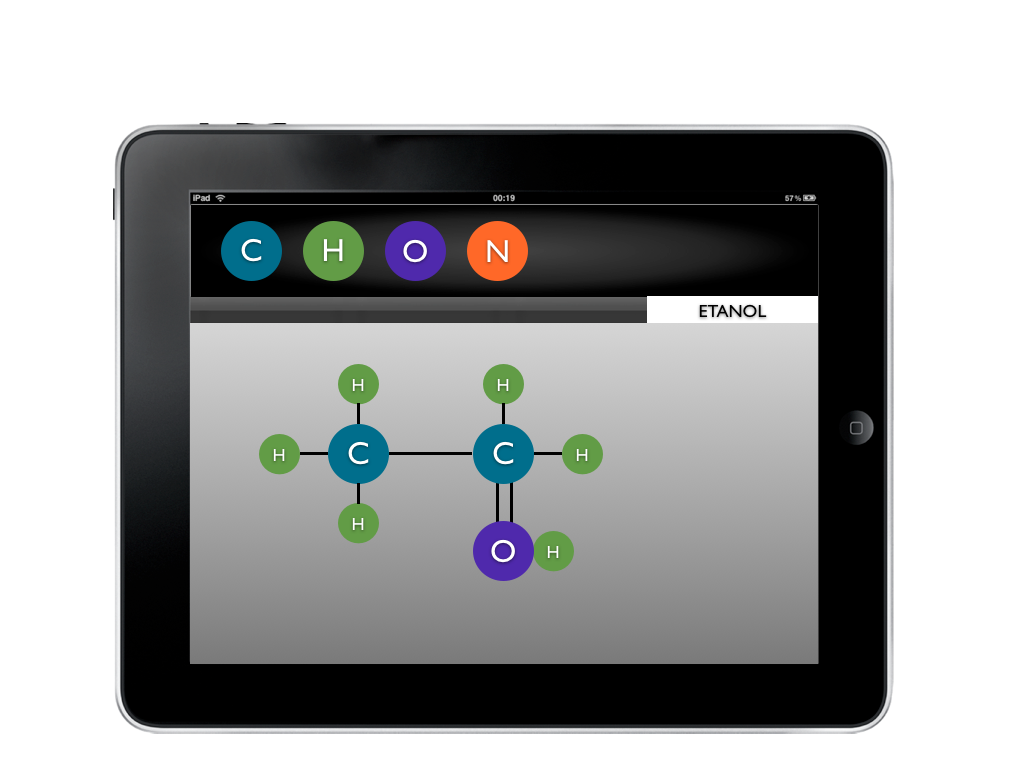 iPad 00:19 57 %
C H O N
ETANOL
H H
H C C H
H
O H